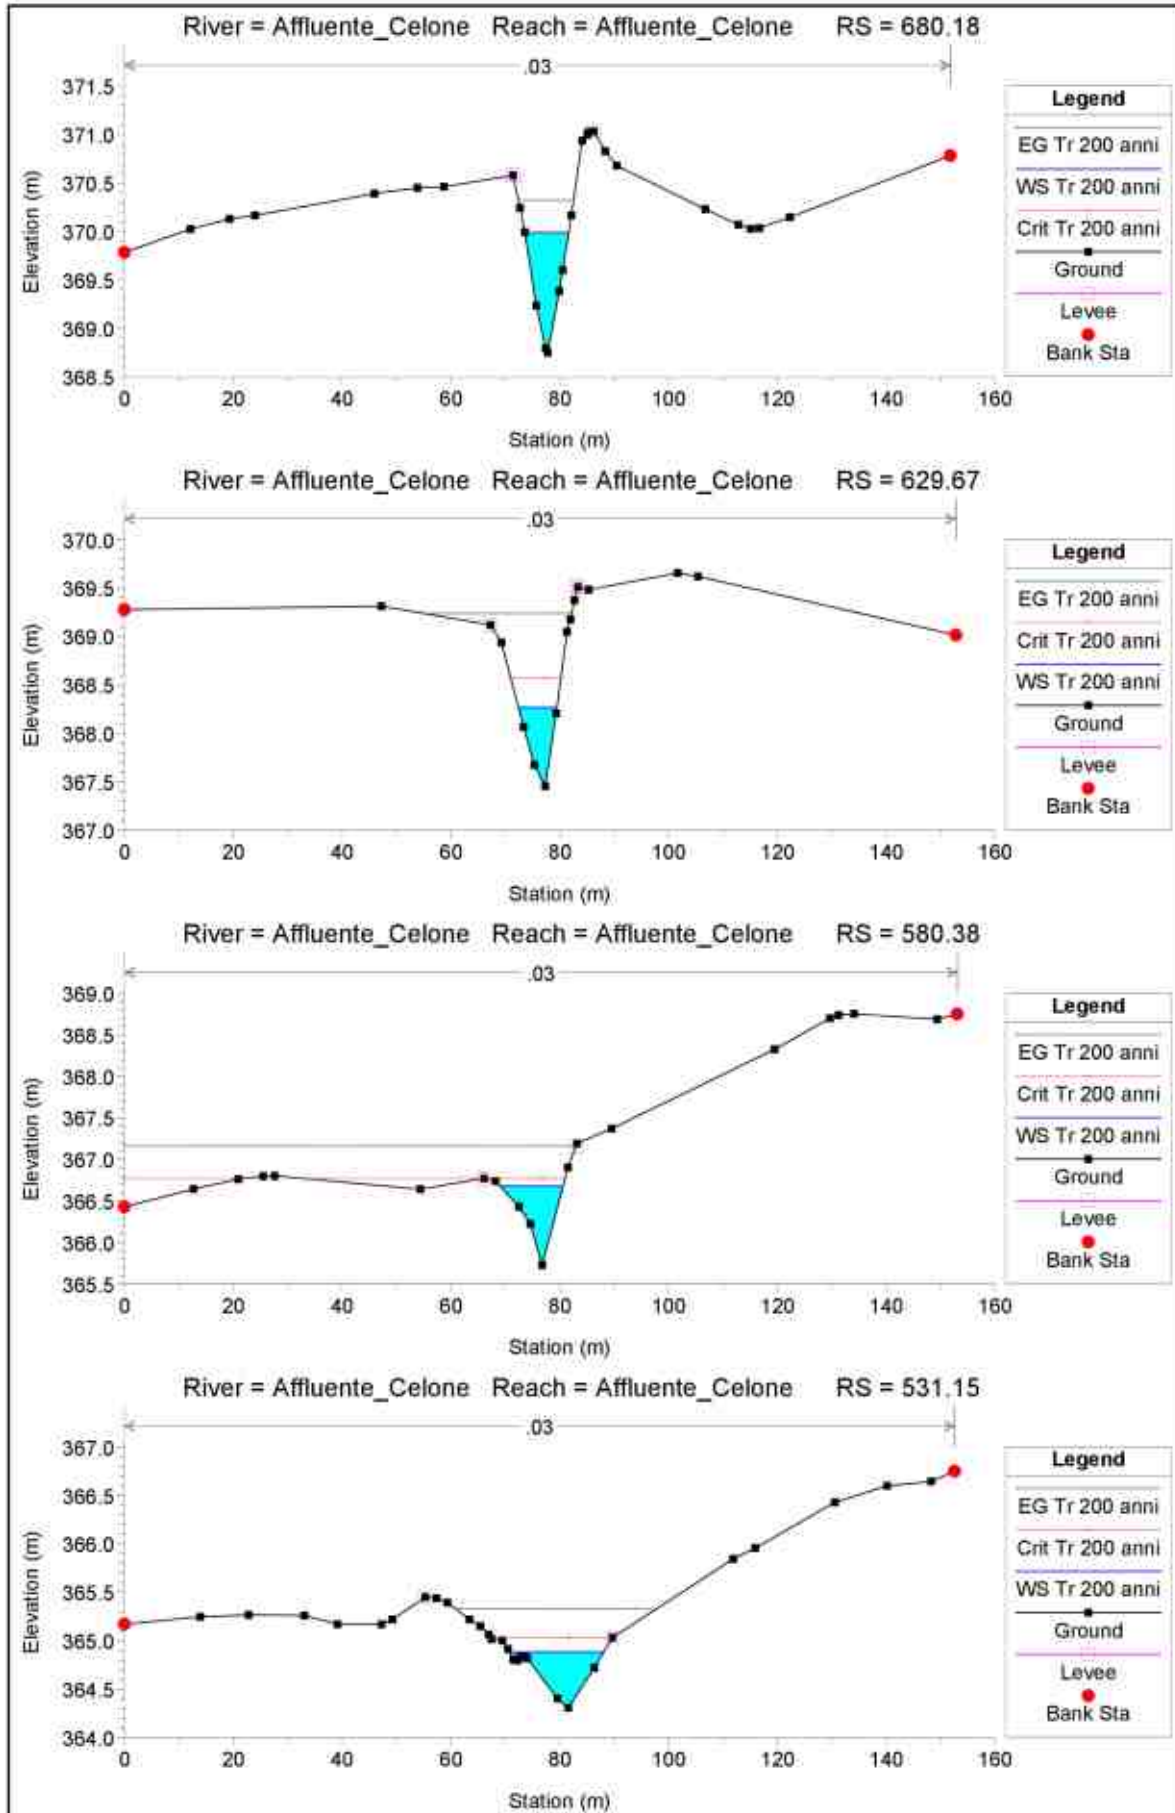 River = Affluente_Celone Reach = Affluente_Celone RS = 680.18
.03
371.5
371.0
370.5
370.0
369.5
369.0
368.5
Elevation (m)
0 20 40 60 80 100 120 140 160
Station (m)
Legend
EG Tr 200 anni
WS Tr 200 anni
Crit Tr 200 anni
Ground
Levee
Bank Sta
River = Affluente_Celone Reach = Affluente_Celone RS = 629.67
.03
370.0
369.5
369.0
368.5
368.0
367.5
367.0
Elevation (m)
0 20 40 60 80 100 120 140 160
Station (m)
Legend
EG Tr 200 anni
Crit Tr 200 anni
WS Tr 200 anni
Ground
Levee
Bank Sta
River = Affluente_Celone Reach = Affluente_Celone RS = 580.38
.03
369.0
368.5
368.0
367.5
367.0
366.5
366.0
365.5
Elevation (m)
0 20 40 60 80 100 120 140 160
Station (m)
Legend
EG Tr 200 anni
Crit Tr 200 anni
WS Tr 200 anni
Ground
Levee
Bank Sta
River = Affluente_Celone Reach = Affluente_Celone RS = 531.15
.03
367.0
366.5
366.0
365.5
365.0
364.5
364.0
Elevation (m)
0 20 40 60 80 100 120 140 160
Station (m)
Legend
EG Tr 200 anni
Crit Tr 200 anni
WS Tr 200 anni
Ground
Levee
Bank Sta